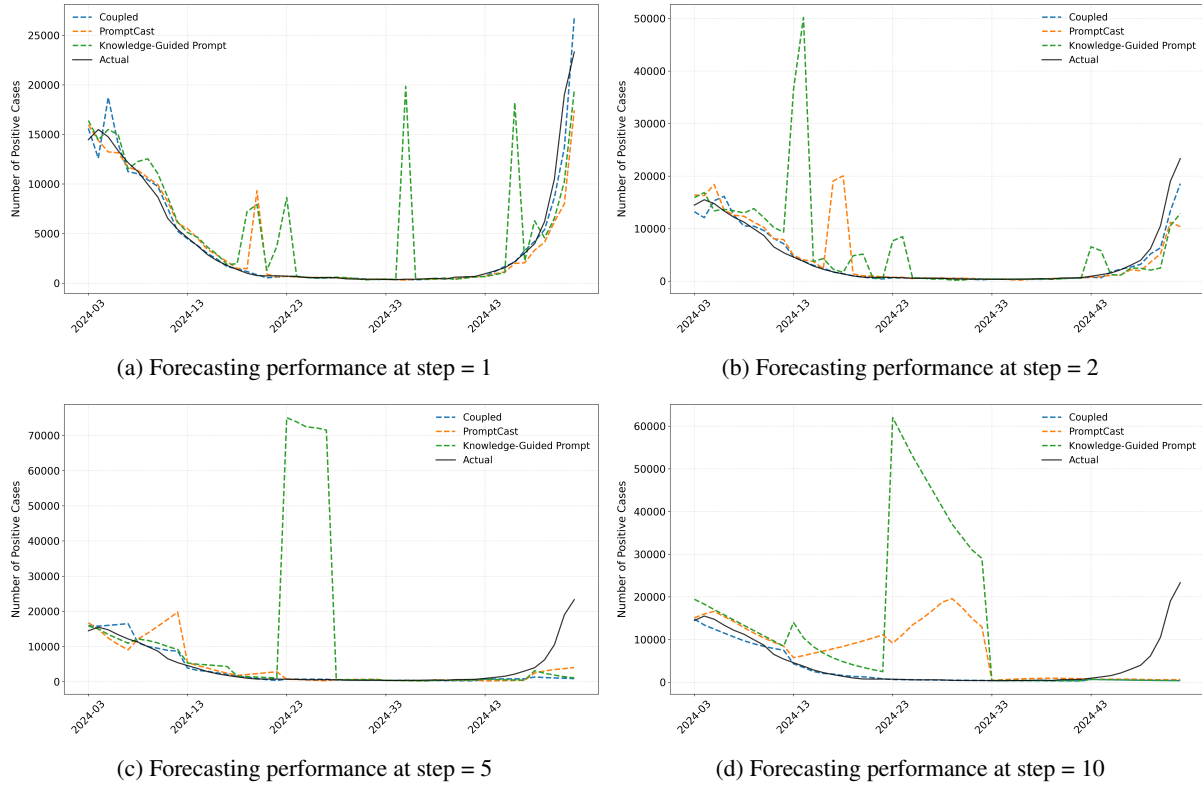 Coupled
PromptCast
Knowledge-Guided Prompt
Actual
Number of Positive Cases
25000
20000
15000
10000
5000
0
2024-03
2024-13
2024-23
2024-33
2024-43
(a) Forecasting performance at step = 1
Coupled
PromptCast
Knowledge-Guided Prompt
Actual
Number of Positive Cases
50000
40000
30000
20000
10000
0
2024-03
2024-13
2024-23
2024-33
2024-43
(b) Forecasting performance at step = 2
Coupled
PromptCast
Knowledge-Guided Prompt
Actual
Number of Positive Cases
70000
60000
50000
40000
30000
20000
10000
0
2024-03
2024-13
2024-23
2024-33
2024-43
(c) Forecasting performance at step = 5
Coupled
PromptCast
Knowledge-Guided Prompt
Actual
Number of Positive Cases
60000
50000
40000
30000
20000
10000
0
2024-03
2024-13
2024-23
2024-33
2024-43
(d) Forecasting performance at step = 10